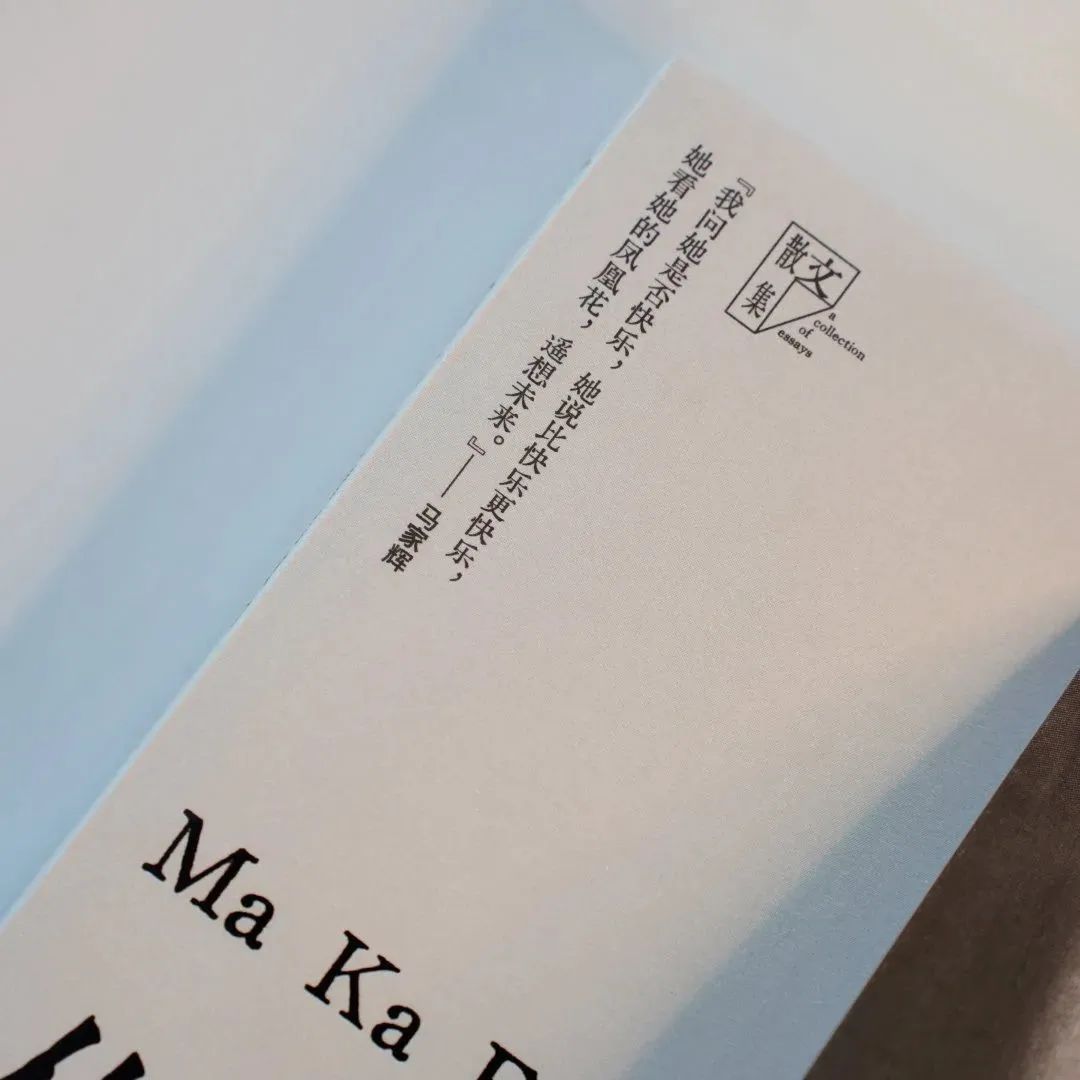 散文集
a
collection
of
essays
『我问她是否快乐，她说比快乐更快乐，
她看她的凤凰花，遥想未来。』——马家辉
Ma Ka